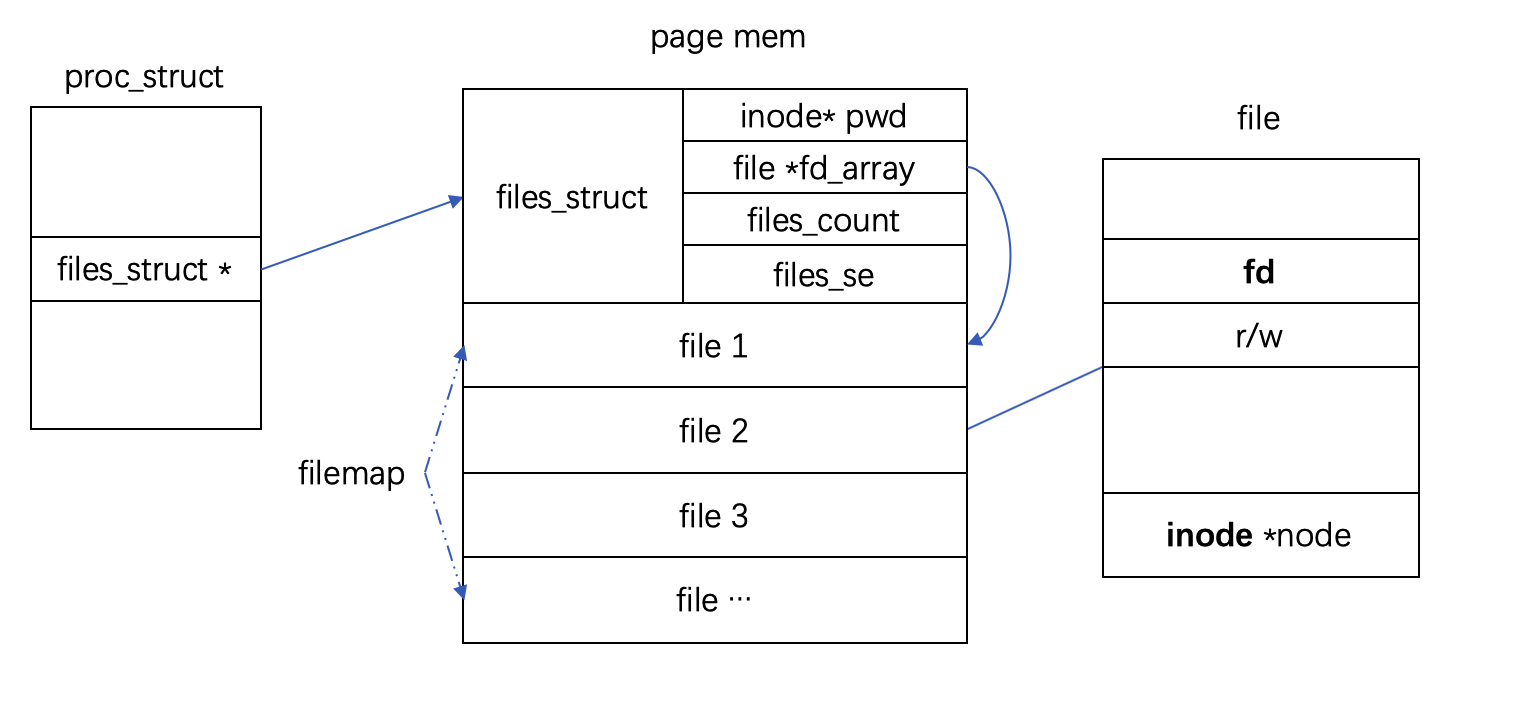 page mem
proc_struct
files_struct *
files_struct
inode* pwd
file *fd_array
files_count
files_se
file 1
file 2
file 3
file ···
filemap
file
fd
r/w
inode *node